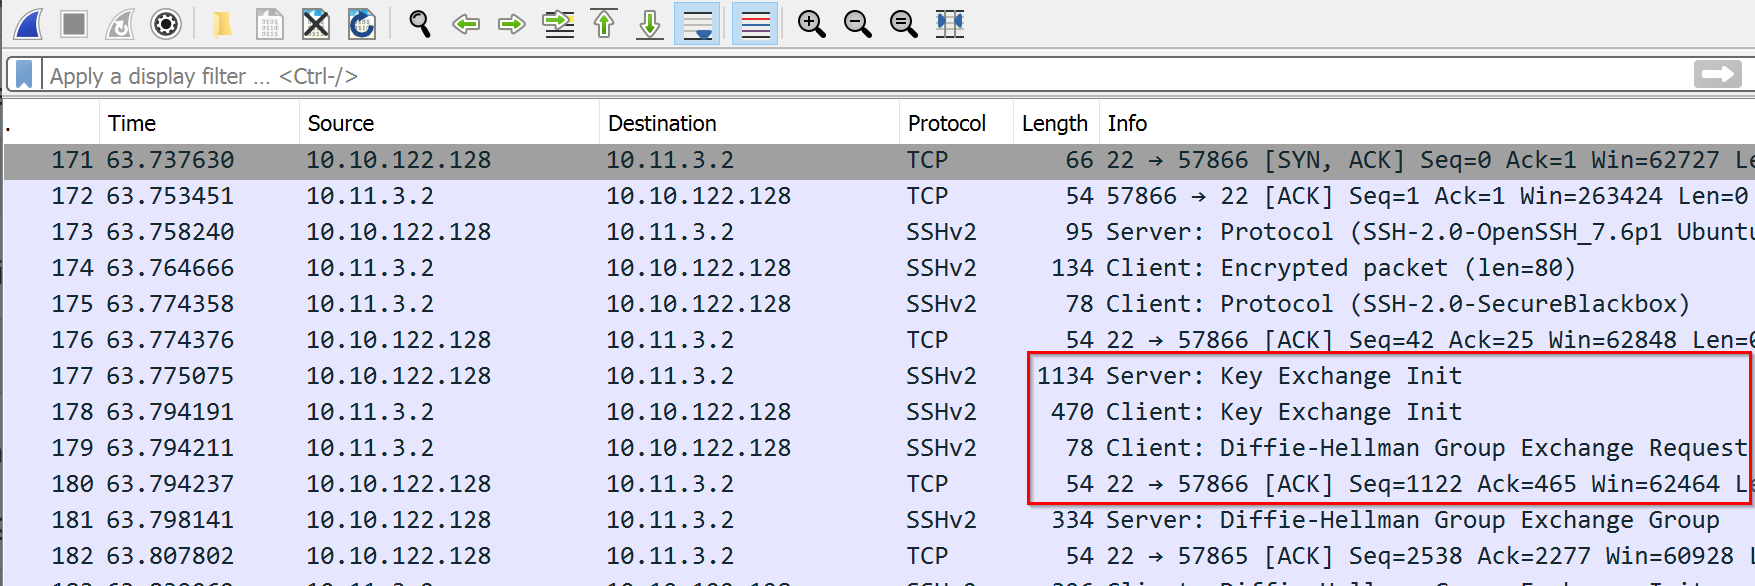 Apply a display filter … <Ctrl-/>
. Time Source Destination Protocol Length Info
171 63.737630 10.10.122.128 10.11.3.2 TCP 66 22 → 57866 [SYN, ACK] Seq=0 Ack=1 Win=62727 Le
172 63.753451 10.11.3.2 10.10.122.128 TCP 54 57866 → 22 [ACK] Seq=1 Ack=1 Win=263424 Len=0
173 63.758240 10.10.122.128 10.11.3.2 SSHv2 95 Server: Protocol (SSH-2.0-OpenSSH_7.6p1 Ubuntu
174 63.764666 10.11.3.2 10.10.122.128 SSHv2 134 Client: Encrypted packet (len=80)
175 63.774358 10.11.3.2 10.10.122.128 SSHv2 78 Client: Protocol (SSH-2.0-SecureBlackbox)
176 63.774376 10.10.122.128 10.11.3.2 TCP 54 22 → 57866 [ACK] Seq=42 Ack=25 Win=62848 Len=0
177 63.775075 10.10.122.128 10.11.3.2 SSHv2 1134 Server: Key Exchange Init
178 63.794191 10.11.3.2 10.10.122.128 SSHv2 470 Client: Key Exchange Init
179 63.794211 10.11.3.2 10.10.122.128 SSHv2 78 Client: Diffie-Hellman Group Exchange Request
180 63.794237 10.10.122.128 10.11.3.2 TCP 54 22 → 57866 [ACK] Seq=1122 Ack=465 Win=62464 Le
181 63.798141 10.10.122.128 10.11.3.2 SSHv2 334 Server: Diffie-Hellman Group Exchange Group
182 63.807802 10.10.122.128 10.11.3.2 TCP 54 22 → 57865 [ACK] Seq=2538 Ack=2277 Win=60928 L